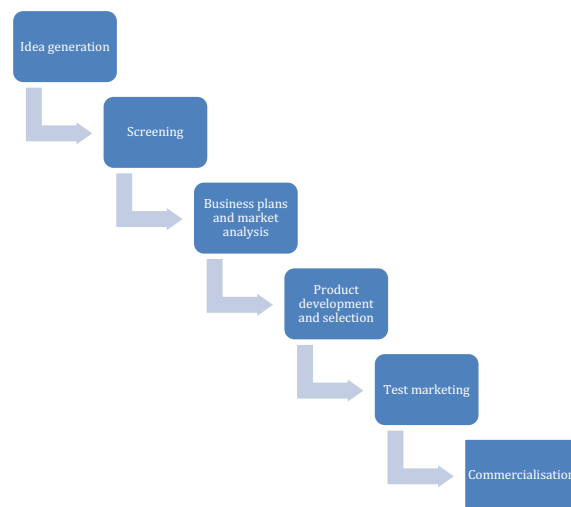 Idea generation
Screening
Business plans
and market
analysis
Product
development
and selection
Test marketing
Commercialisation